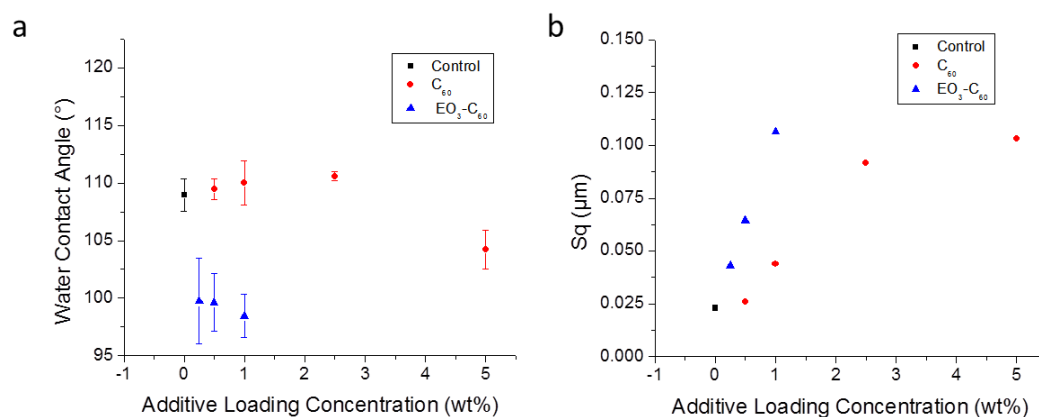 a
Water Contact Angle (°)
120
115
110
105
100
95
-1 0 1 2 3 4 5
Additive Loading Concentration (wt%)
Control
C₆₀
EO₃-C₆₀
b
Sq (µm)
0.150
0.125
0.100
0.075
0.050
0.025
0.000
-1 0 1 2 3 4 5
Additive Loading Concentration (wt%)
Control
C₆₀
EO₃-C₆₀